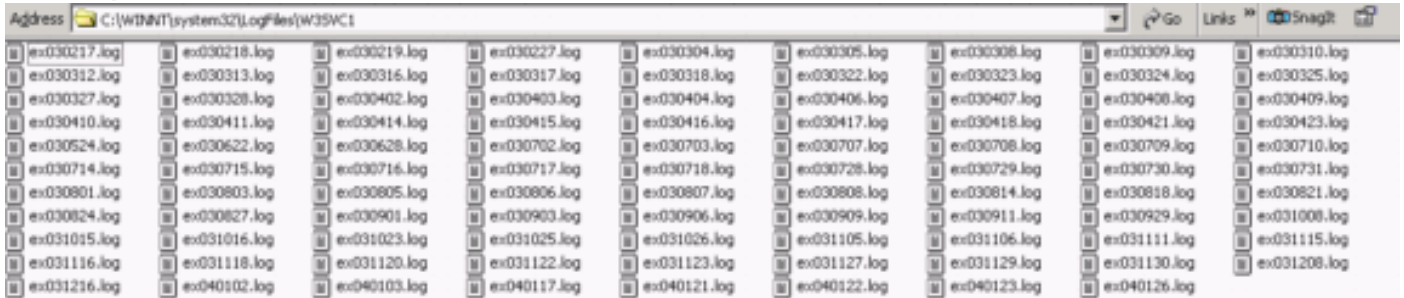 Address C:\WINNT\system32\LogFiles\W3SVC1 Go Links » SnagIt
ex030217.log ex030218.log ex030219.log ex030227.log ex030304.log ex030305.log ex030308.log ex030309.log ex030310.log
ex030312.log ex030313.log ex030316.log ex030317.log ex030318.log ex030322.log ex030323.log ex030324.log ex030325.log
ex030327.log ex030328.log ex030402.log ex030403.log ex030404.log ex030406.log ex030407.log ex030408.log ex030409.log
ex030410.log ex030411.log ex030414.log ex030415.log ex030416.log ex030417.log ex030418.log ex030421.log ex030423.log
ex030524.log ex030622.log ex030628.log ex030702.log ex030703.log ex030707.log ex030708.log ex030709.log ex030710.log
ex030714.log ex030715.log ex030716.log ex030717.log ex030718.log ex030728.log ex030729.log ex030730.log ex030731.log
ex030801.log ex030803.log ex030805.log ex030806.log ex030807.log ex030808.log ex030814.log ex030818.log ex030821.log
ex030824.log ex030827.log ex030901.log ex030903.log ex030906.log ex030909.log ex030911.log ex030929.log ex031008.log
ex031015.log ex031016.log ex031023.log ex031025.log ex031026.log ex031105.log ex031106.log ex031111.log ex031115.log
ex031116.log ex031118.log ex031120.log ex031122.log ex031123.log ex031127.log ex031129.log ex031130.log ex031208.log
ex031216.log ex040102.log ex040103.log ex040117.log ex040121.log ex040122.log ex040123.log ex040126.log